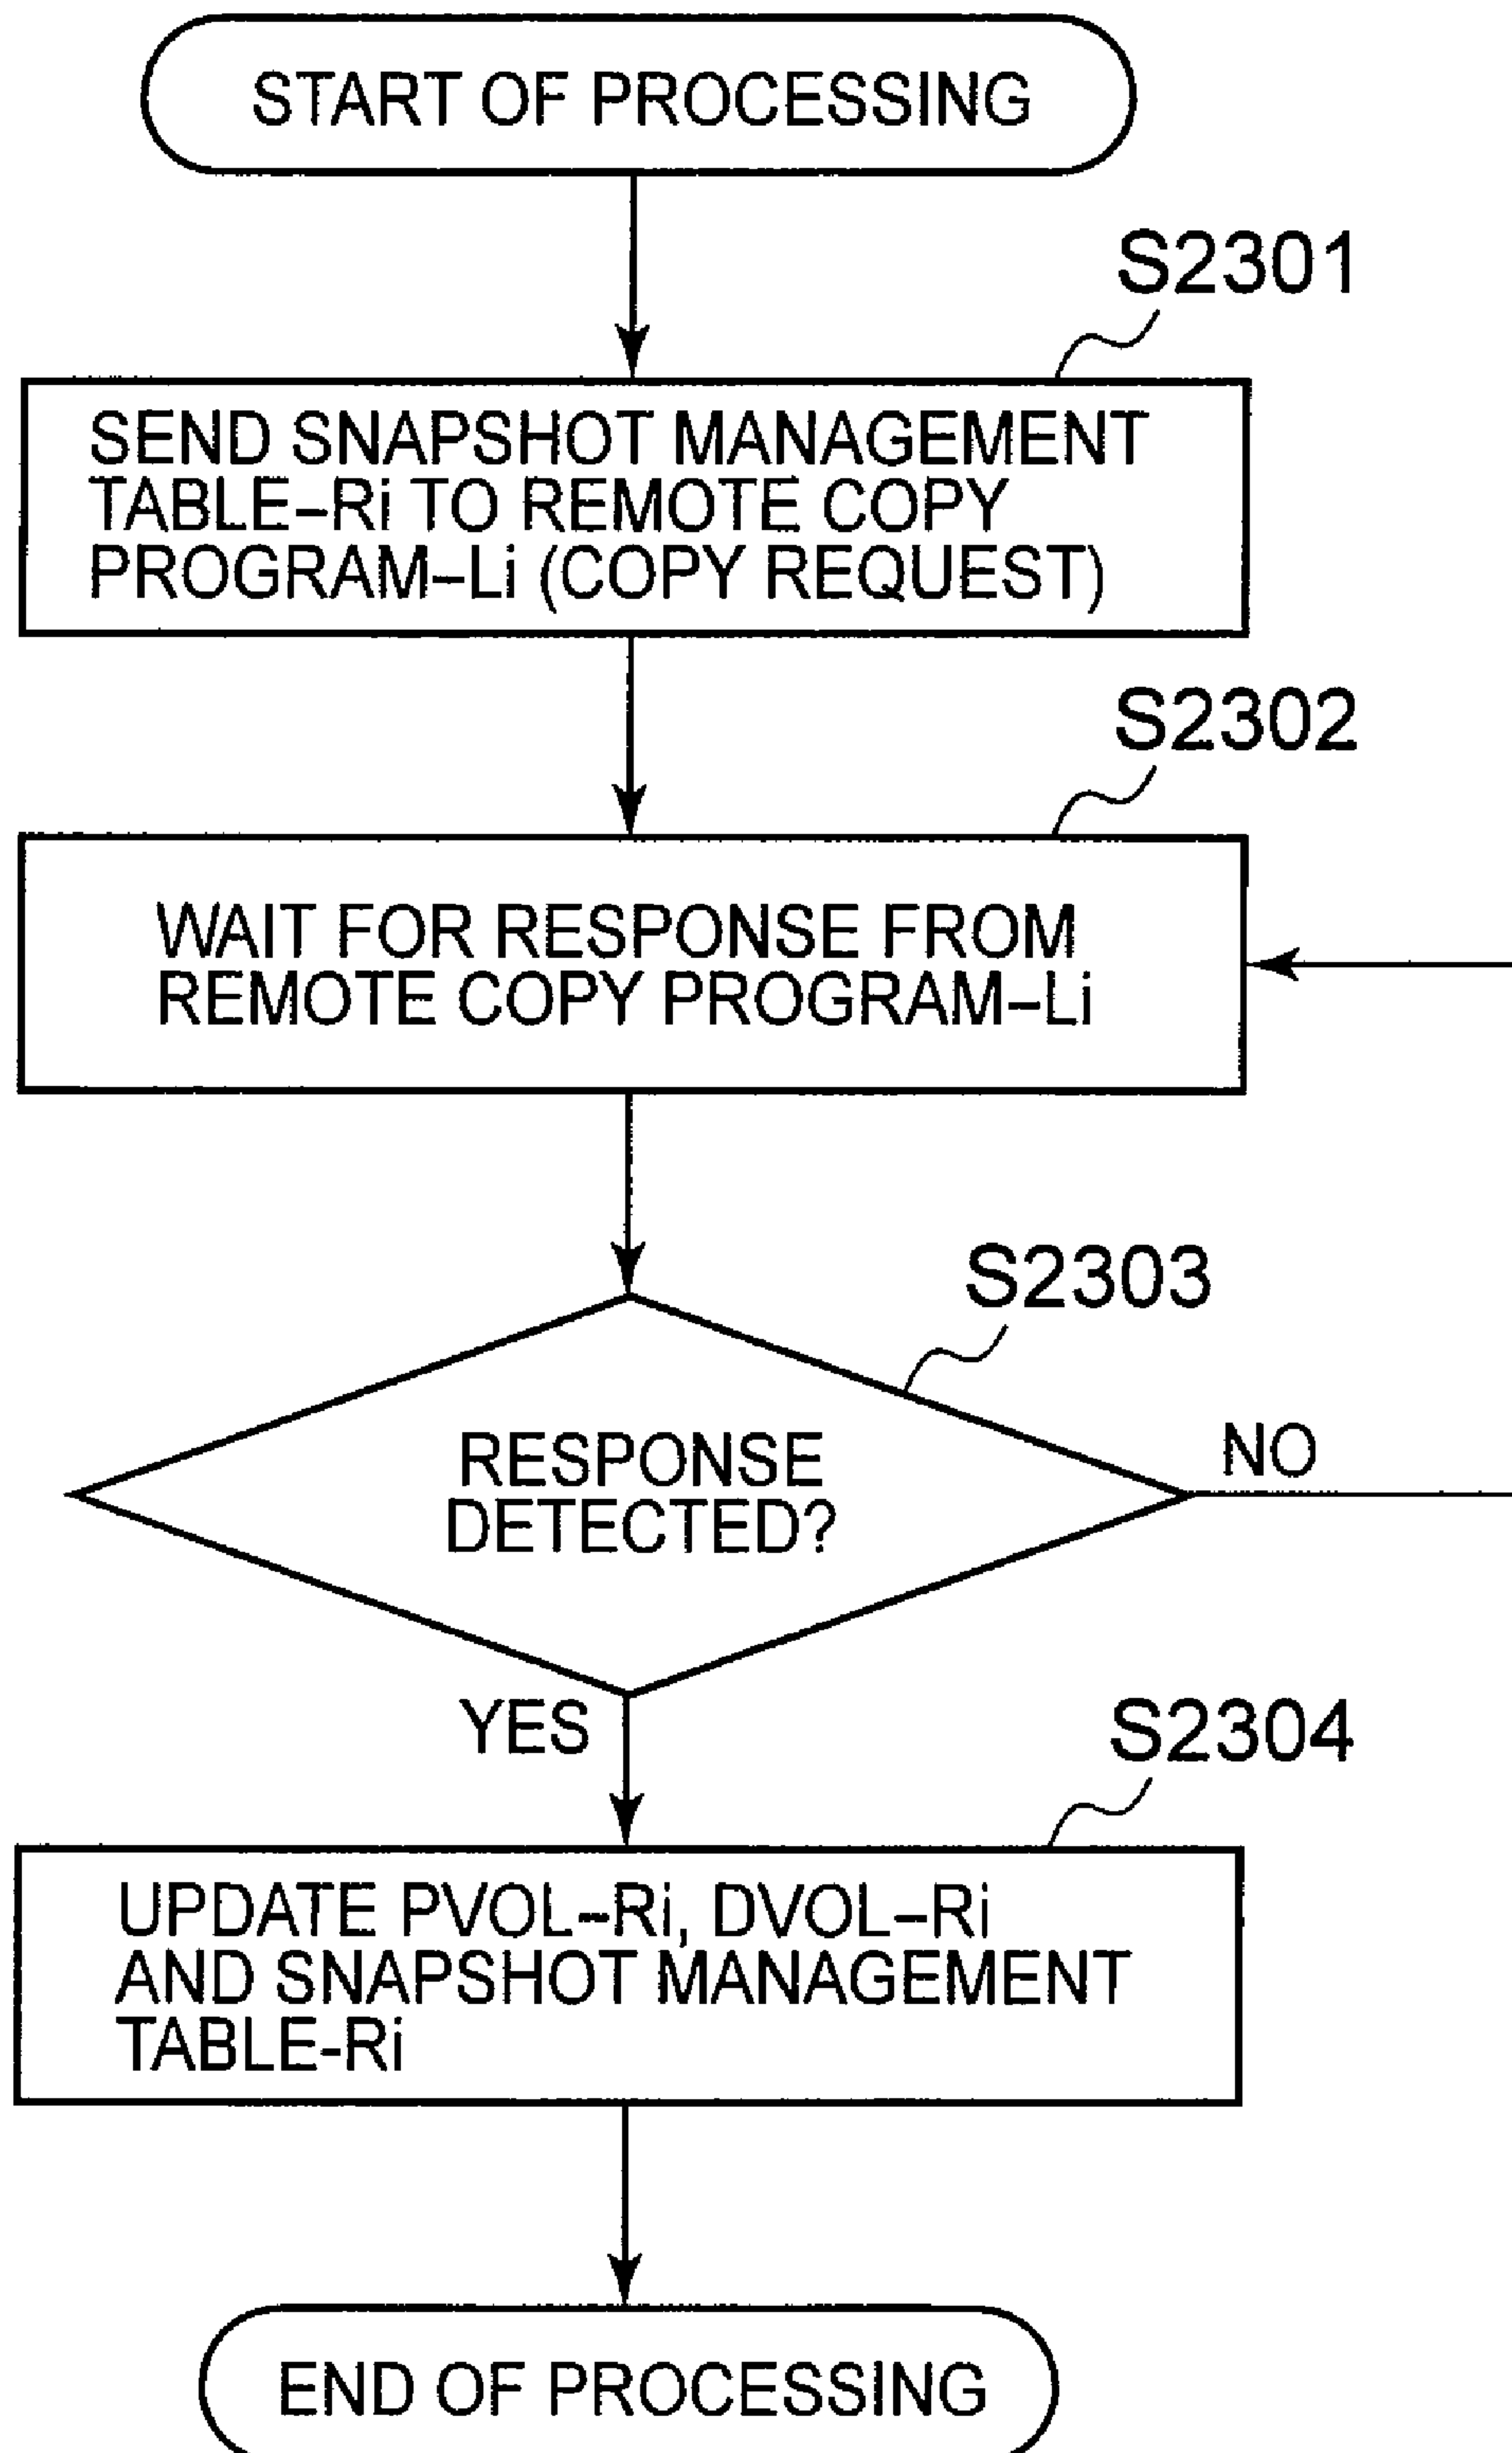 START OF PROCESSING
S2301
SEND SNAPSHOT MANAGEMENT
TABLE–Ri TO REMOTE COPY
PROGRAM–Li (COPY REQUEST)
S2302
WAIT FOR RESPONSE FROM
REMOTE COPY PROGRAM–Li
S2303
RESPONSE
DETECTED?
NO
YES
S2304
UPDATE PVOL–Ri, DVOL–Ri
AND SNAPSHOT MANAGEMENT
TABLE-Ri
END OF PROCESSING